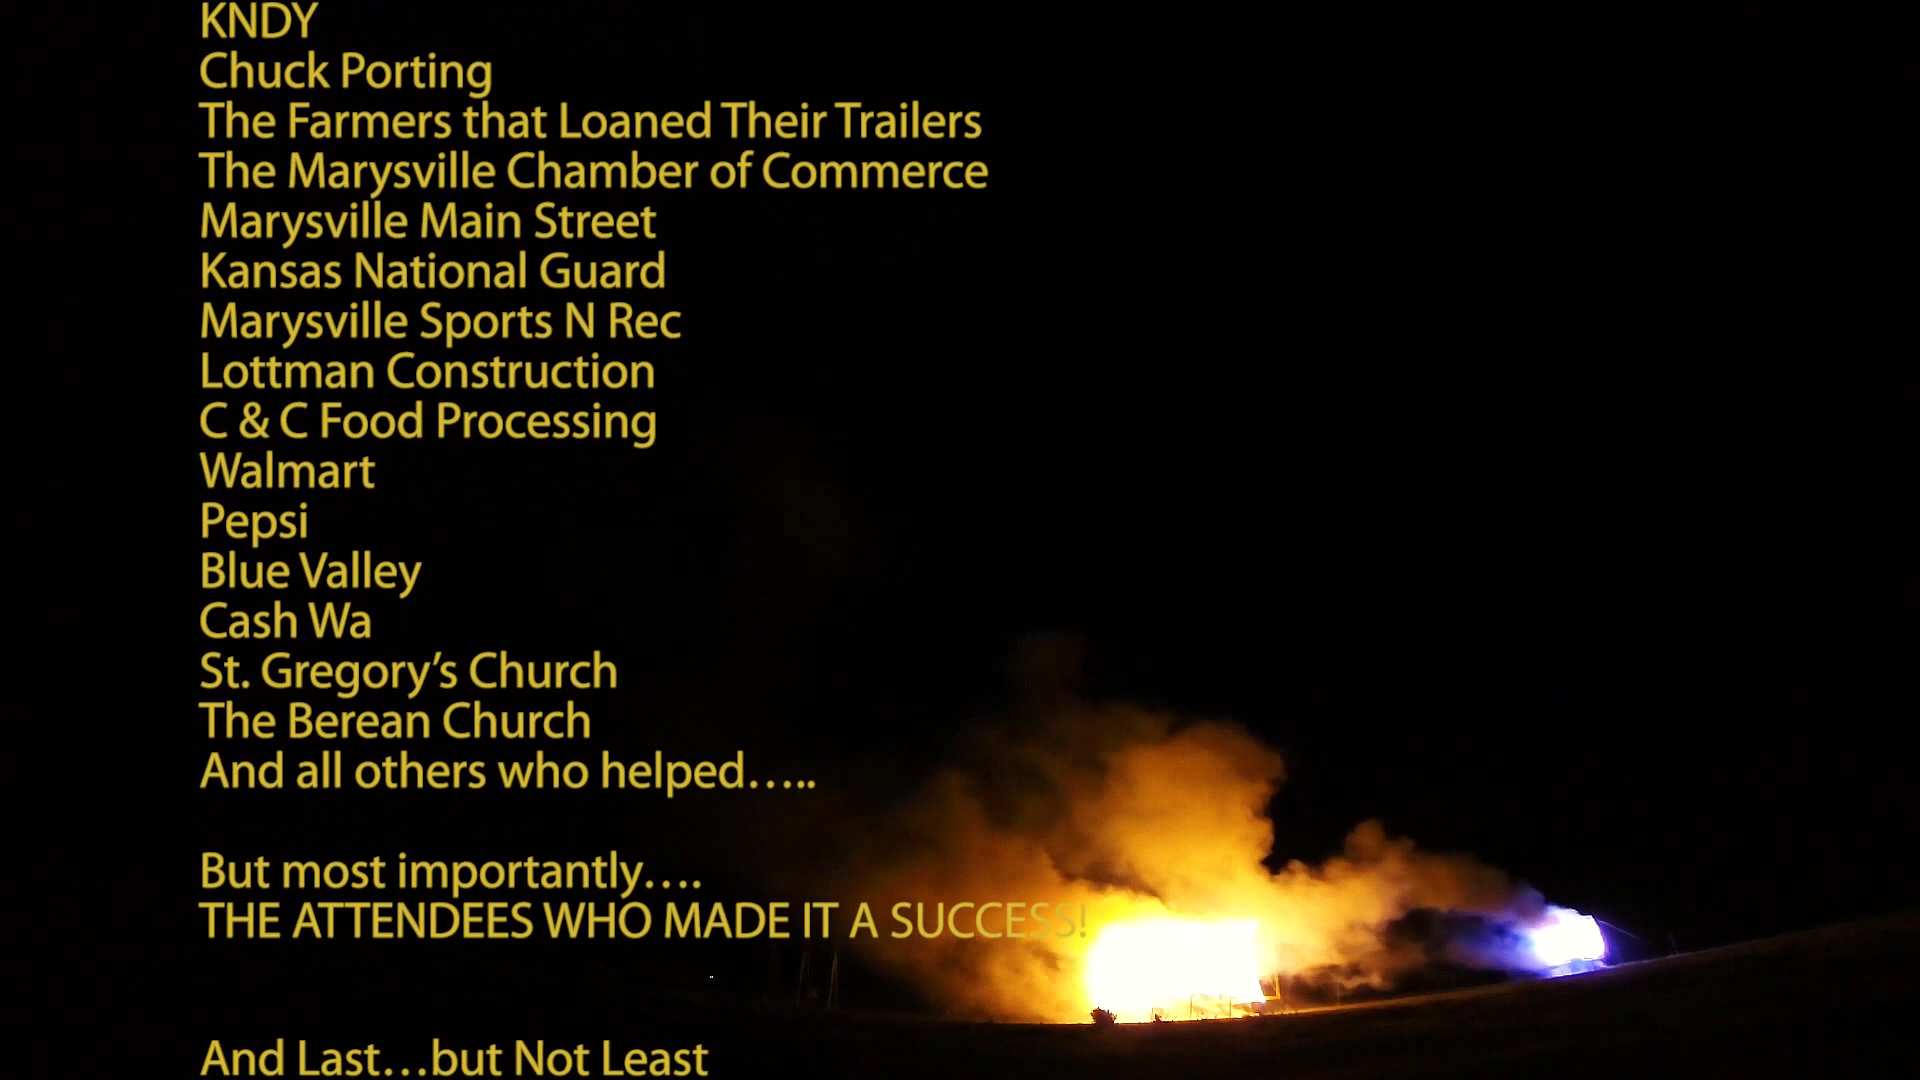 KNDY
Chuck Porting
The Farmers that Loaned Their Trailers
The Marysville Chamber of Commerce
Marysville Main Street
Kansas National Guard
Marysville Sports N Rec
Lottman Construction
C & C Food Processing
Walmart
Pepsi
Blue Valley
Cash Wa
St. Gregory’s Church
The Berean Church
And all others who helped…..
But most importantly….
THE ATTENDEES WHO MADE IT A SUCCESS!
And Last…but Not Least